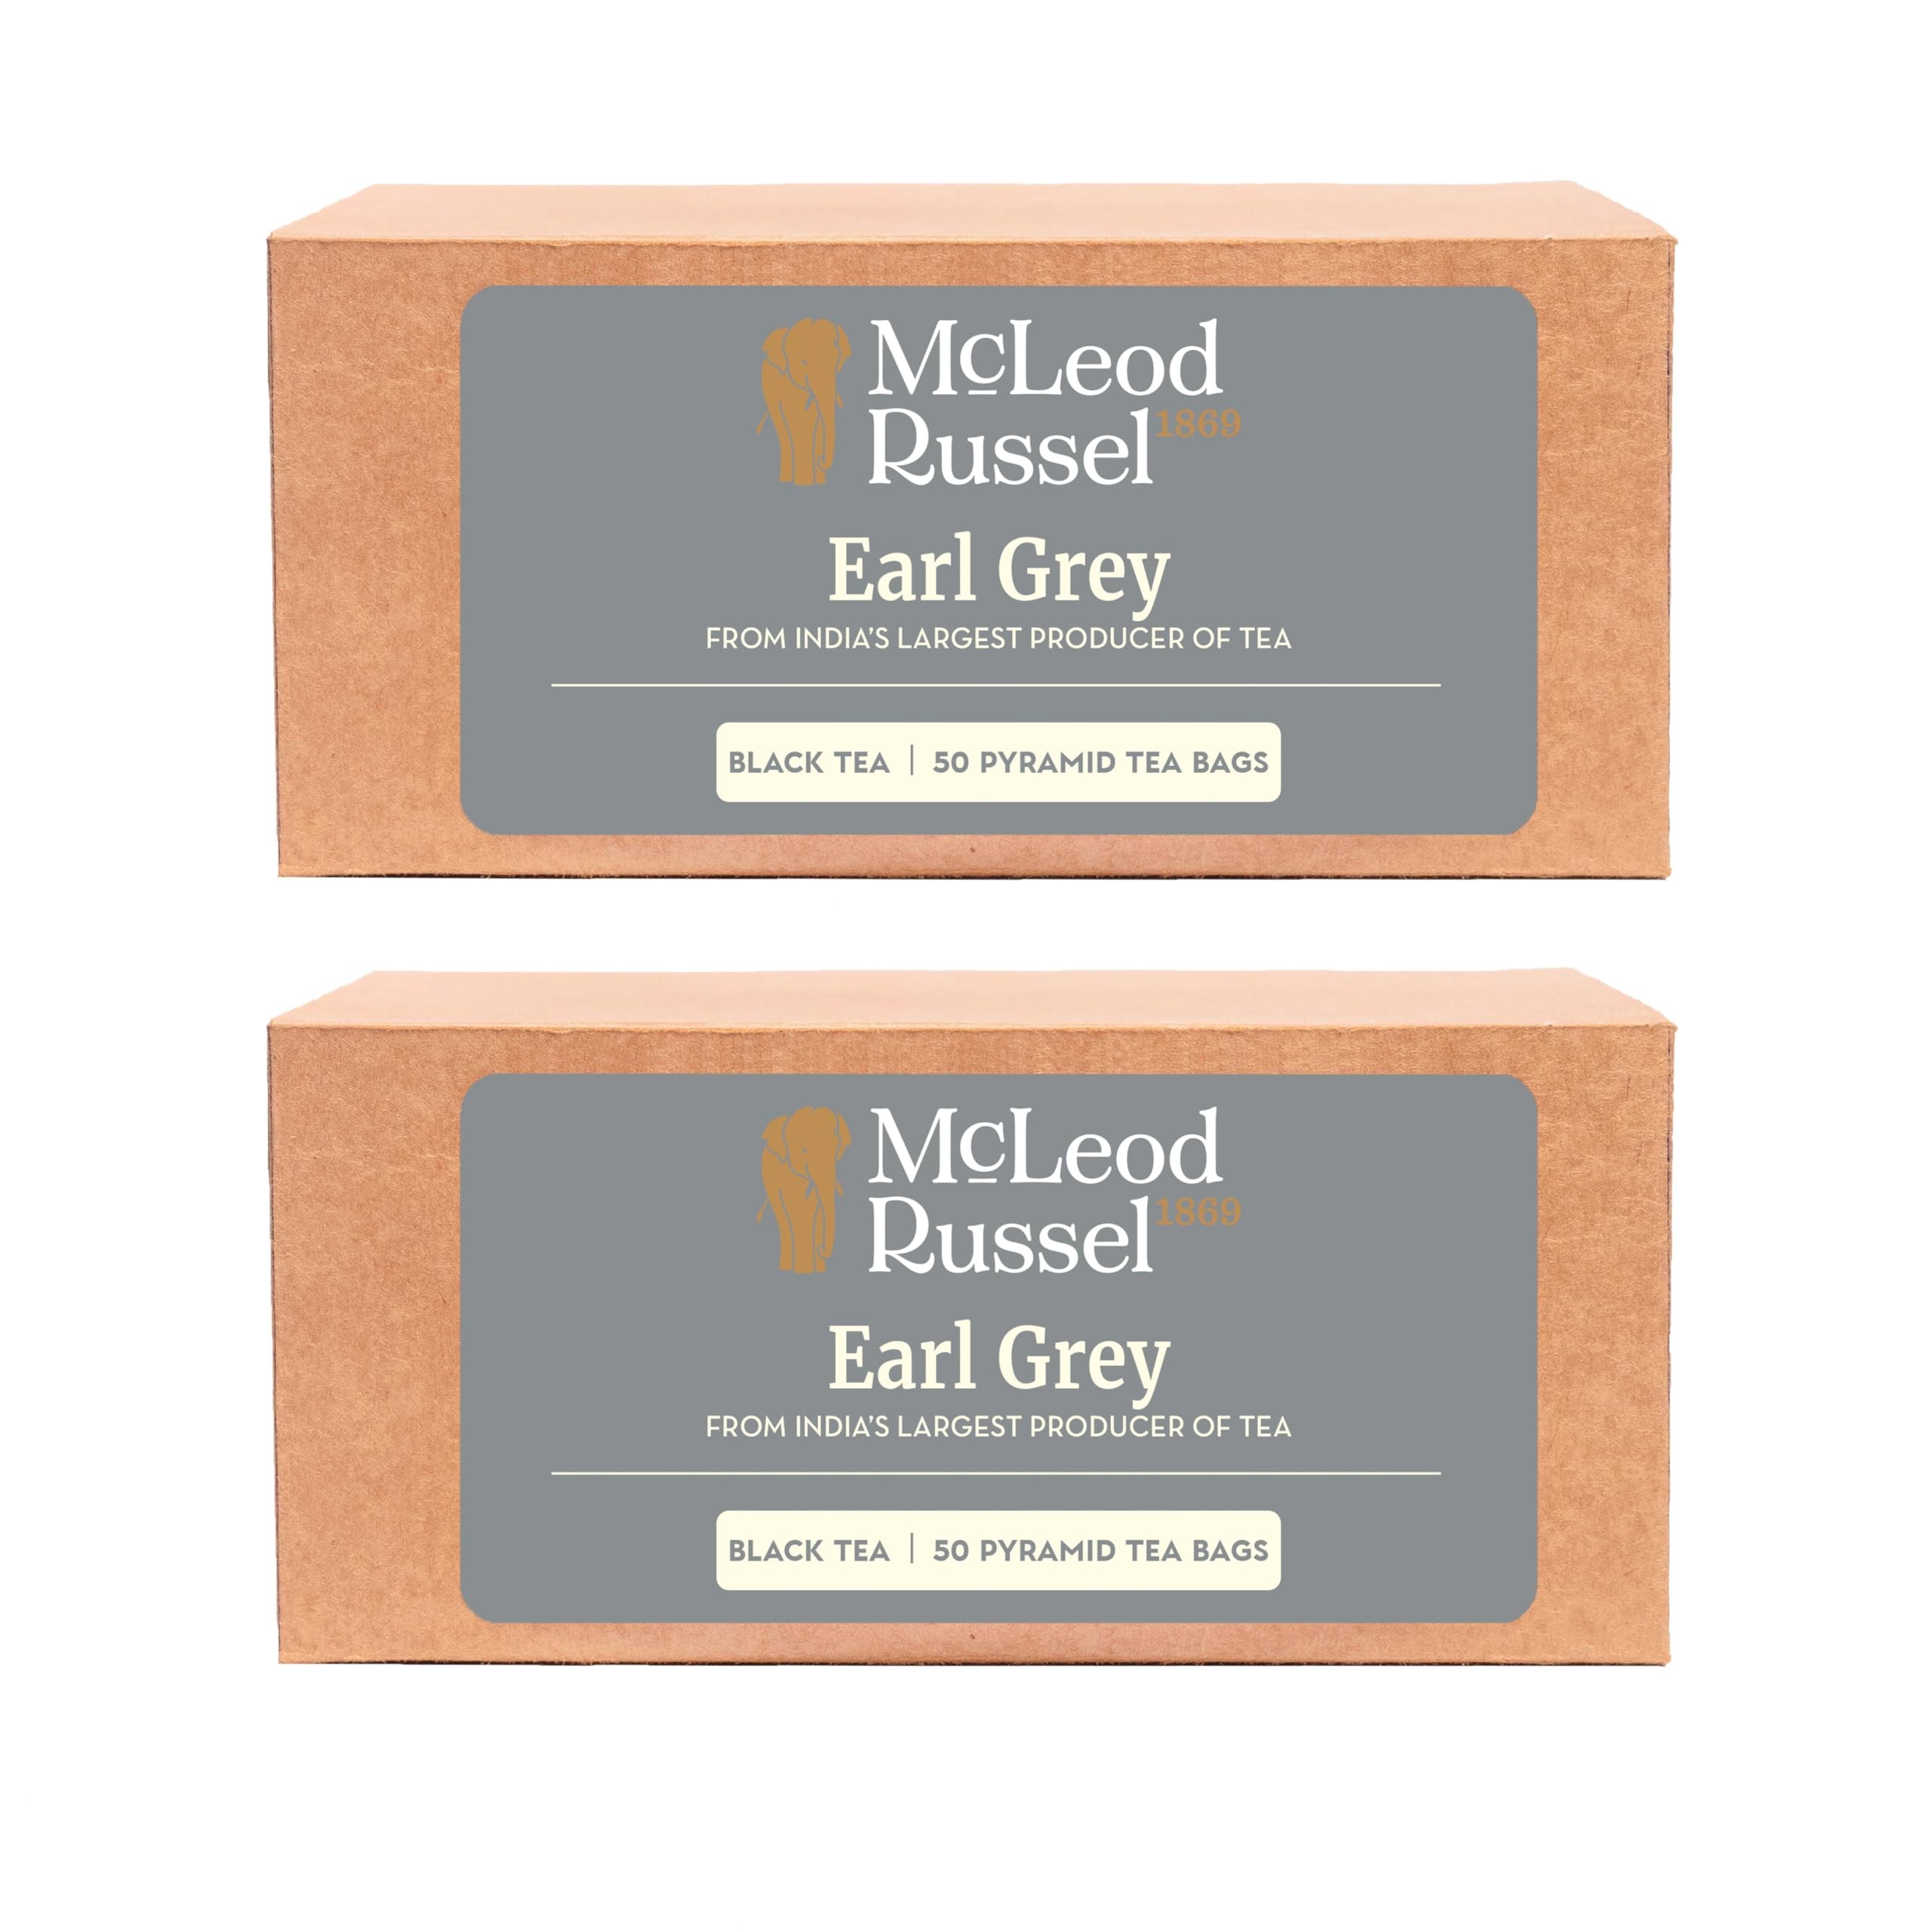 McLeod
Russel 1869
Earl Grey
FROM INDIA'S LARGEST PRODUCER OF TEA
BLACK TEA | 50 PYRAMID TEA BAGS
McLeod
Russel 1869
Earl Grey
FROM INDIA'S LARGEST PRODUCER OF TEA
BLACK TEA | 50 PYRAMID TEA BAGS